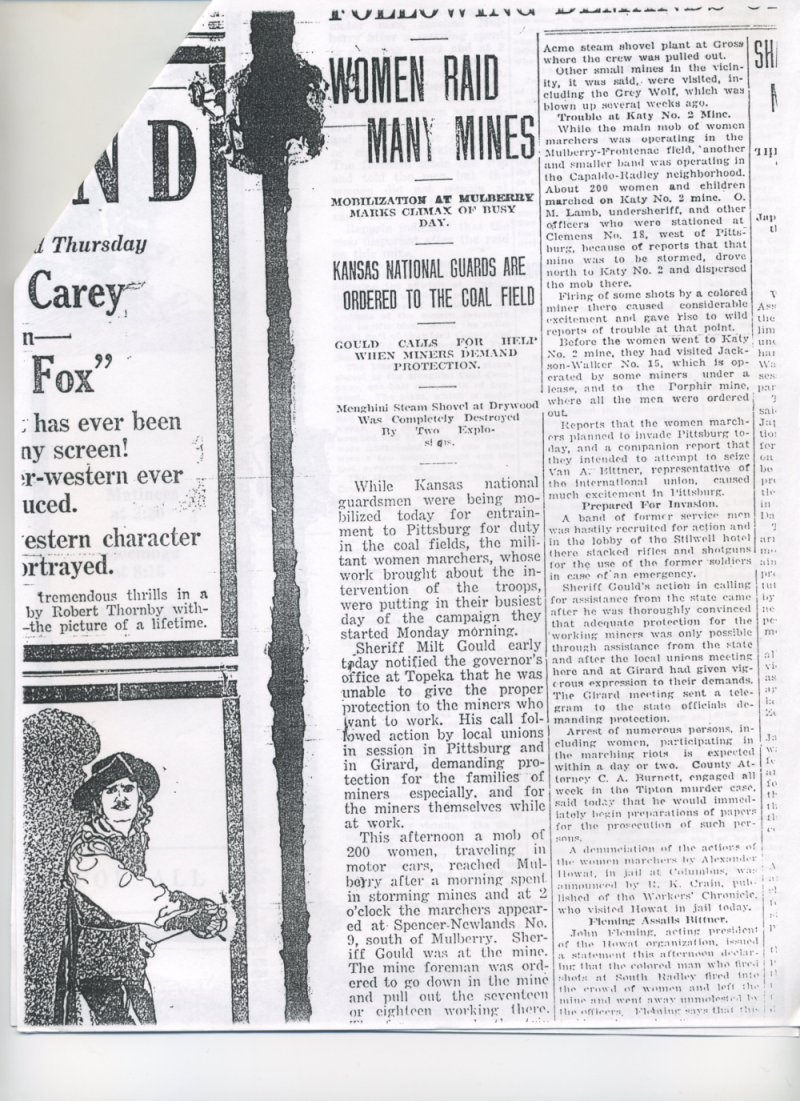 FOLLOWING DEMANDS
ND
Thursday
Carey
n—
Fox”
has ever been
ny screen!
r-western ever
uced.
estern character
ortrayed.
tremendous thrills in a
by Robert Thornby with-
—the picture of a lifetime.
WOMEN RAID
MANY MINES
MOBILIZATION AT MULBERRY
MARKS CLIMAX OF BUSY
DAY.
KANSAS NATIONAL GUARDS ARE
ORDERED TO THE COAL FIELD
GOULD CALLS FOR HELP
WHEN MINERS DEMAND
PROTECTION.
Menghini Steam Shovel at Drywood
Was Completely Destroyed
By Two Explo-
sions.
While Kansas national
guardsmen were being mo-
bilized today for entrain-
ment to Pittsburg for duty
in the coal fields, the mili-
tant women marchers, whose
work brought about the in-
tervention of the troops,
were putting in their busiest
day of the campaign they
started Monday morning.
Sheriff Milt Gould early
today notified the governor's
office at Topeka that he was
unable to give the proper
protection to the miners who
want to work. His call fol-
lowed action by local unions
in session in Pittsburg and
in Girard, demanding pro-
tection for the families of
miners especially, and for
the miners themselves while
at work.
This afternoon a mob of
200 women, traveling in
motor cars, reached Mul-
berry after a morning spent
in storming mines and at 2
o'clock the marchers appear-
ed at Spencer-Newlands No.
9, south of Mulberry. Sher-
iff Gould was at the mine.
The mine foreman was ord-
ered to go down in the mine
and pull out the seventeen
or eighteen working there.
Acme steam shovel plant at Gross
where the crew was pulled out.
Other small mines in the vicin-
ity, it was said, were visited, in-
cluding the Grey Wolf, which was
blown up several weeks ago.
Trouble at Katy No. 2 Mine.
While the main mob of women
marchers was operating in the
Mulberry-Frontenac field, another
and smaller band was operating in
the Capaldo-Radley neighborhood.
About 200 women and children
marched on Katy No. 2 mine. O.
M. Lamb, undersheriff, and other
officers who were stationed at
Clemens No. 18, west of Pitts-
burg, because of reports that that
mine was to be stormed, drove
north to Katy No. 2 and dispersed
the mob there.
Firing of some shots by a colored
miner there caused considerable
excitement and gave rise to wild
reports of trouble at that point.
Before the women went to Katy
No. 2 mine, they had visited Jack-
son-Walker No. 15, which is op-
erated by some miners under a
lease, and to the Porphir mine,
where all the men were ordered
out.
Reports that the women march-
ers planned to invade Pittsburg to-
day, and a companion report that
they intended to attempt to seize
Van A. Bittner, representative of
the international union, caused
much excitement in Pittsburg.
Prepared For Invasion.
A band of former service men
was hastily recruited for action and
in the lobby of the Stilwell hotel
there stacked rifles and shotguns
for the use of the former soldiers
in case of an emergency.
Sheriff Gould's action in calling
for assistance from the state came
after he was thoroughly convinced
that adequate protection for the
working miners was only possible
through assistance from the state
and after the local unions meeting
here and at Girard had given vig-
orous expression to their demands.
The Girard meeting sent a tele-
gram to the state officials de-
manding protection.
Arrest of numerous persons, in-
cluding women, participating in
the marching riots is expected
within a day or two. County At-
torney C. A. Burnett, engaged all
week in the Tipton murder case,
said today that he would immed-
iately begin preparations of papers
for the prosecution of such per-
sons.
A denunciation of the actions of
the women marchers by Alexander
Howat, in jail at Columbus, was
announced by R. K. Crain, pub-
lished of the Workers' Chronicle,
who visited Howat in jail today.
Fleming Assails Bittner.
John Fleming, acting president
of the Howat organization, issued
a statement this afternoon declar-
ing that the colored man who fired
shots at South Radley fired into
the crowd of women and left the
mine and went away unmolested by
the officers. Fleming says that this